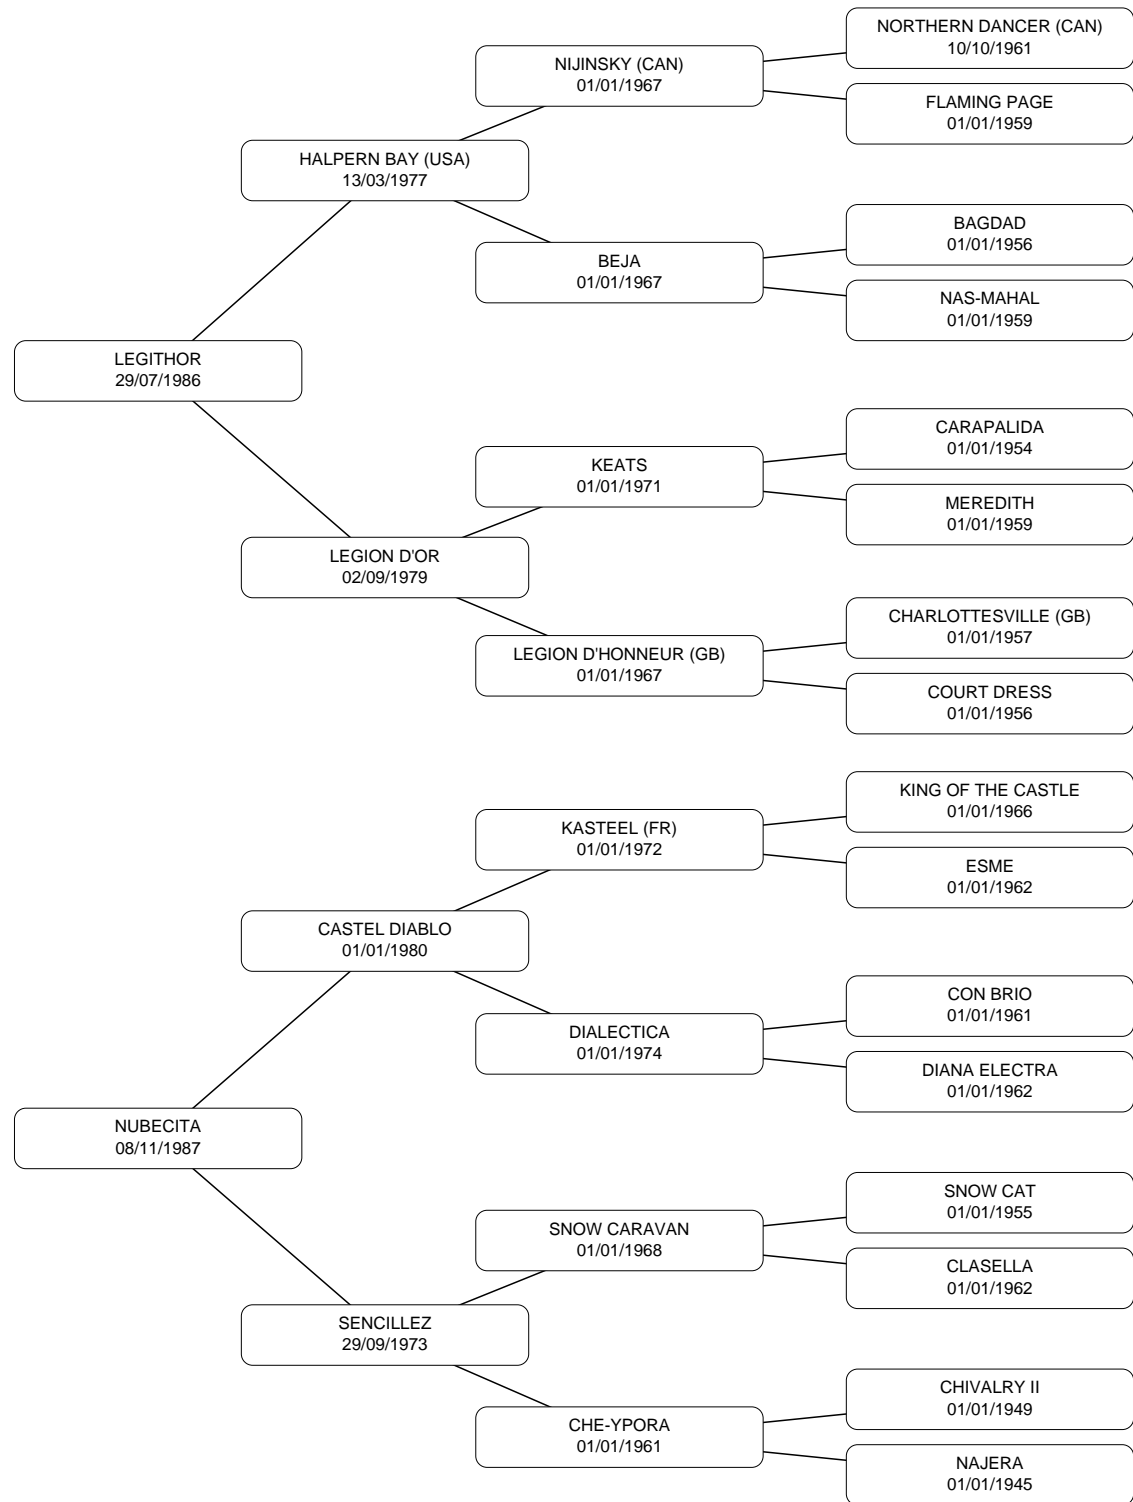 NORTHERN DANCER (CAN)
10/10/1961
NIJINSKY (CAN)
01/01/1967
FLAMING PAGE
01/01/1959
HALPERN BAY (USA)
13/03/1977
BAGDAD
01/01/1956
BEJA
01/01/1967
NAS-MAHAL
01/01/1959
LEGITHOR
29/07/1986
CARAPALIDA
01/01/1954
KEATS
01/01/1971
MEREDITH
01/01/1959
LEGION D'OR
02/09/1979
CHARLOTTESVILLE (GB)
01/01/1957
LEGION D'HONNEUR (GB)
01/01/1967
COURT DRESS
01/01/1956
KING OF THE CASTLE
01/01/1966
KASTEEL (FR)
01/01/1972
ESME
01/01/1962
CASTEL DIABLO
01/01/1980
CON BRIO
01/01/1961
DIALECTICA
01/01/1974
DIANA ELECTRA
01/01/1962
NUBECITA
08/11/1987
SNOW CAT
01/01/1955
SNOW CARAVAN
01/01/1968
CLASELLA
01/01/1962
SENCILLEZ
29/09/1973
CHIVALRY II
01/01/1949
CHE-YPORA
01/01/1961
NAJERA
01/01/1945